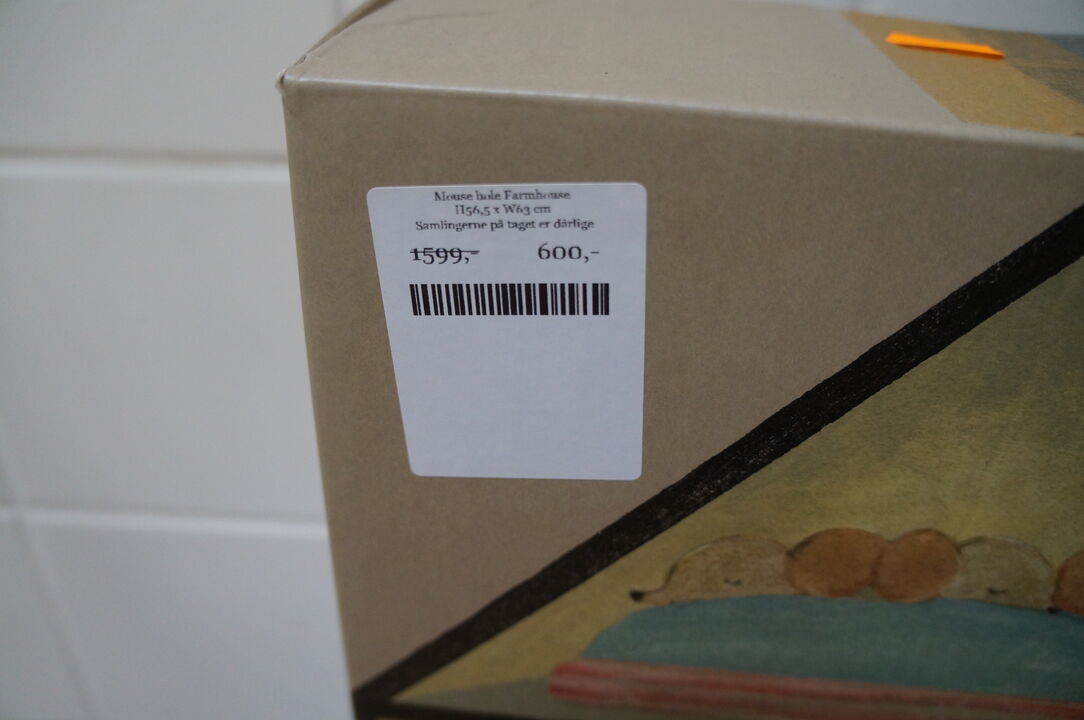 Mouse hole Farmhouse
H56,5 x W63 cm
Samlingerne på taget er dårlige
1599,- 600,-